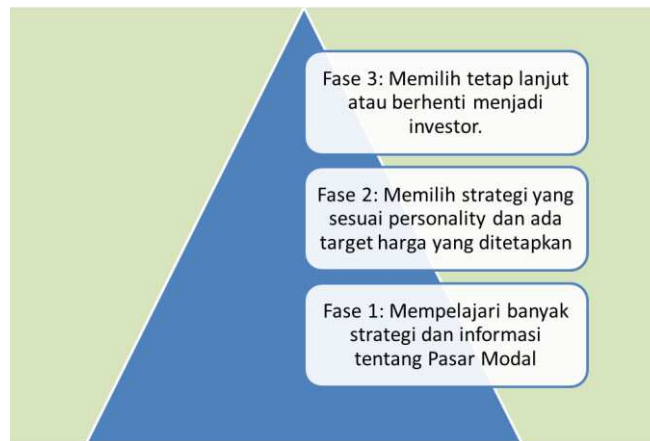 Fase 3: Memilih tetap lanjut
atau berhenti menjadi
investor.
Fase 2: Memilih strategi yang
sesuai personality dan ada
target harga yang ditetapkan
Fase 1: Mempelajari banyak
strategi dan informasi
tentang Pasar Modal